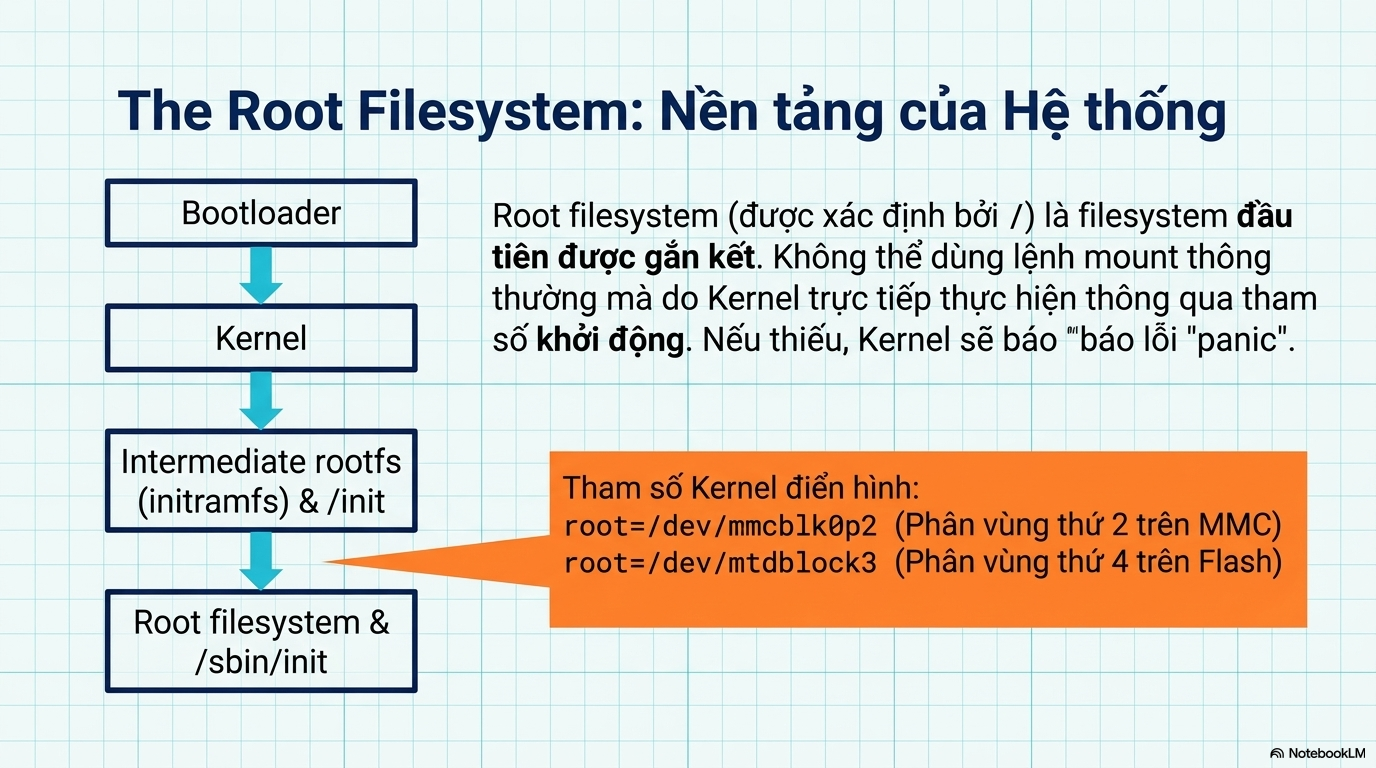 The Root Filesystem: Nền tảng của Hệ thống
Bootloader
Kernel
Intermediate rootfs
(initramfs) & /init
Root filesystem &
/sbin/init
Root filesystem (được xác định bởi /) là filesystem đầu
tiên được gắn kết. Không thể dùng lệnh mount thông
thường mà do Kernel trực tiếp thực hiện thông qua tham
số khởi động. Nếu thiếu, Kernel sẽ báo "báo lỗi "panic".
Tham số Kernel điển hình:
root=/dev/mmcblk0p2 (Phân vùng thứ 2 trên MMC)
root=/dev/mtdblock3 (Phân vùng thứ 4 trên Flash)
NotebookLM